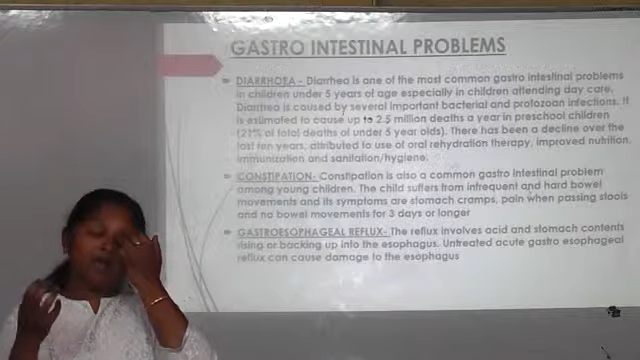 GASTRO INTESTINAL PROBLEMS
DIARRHOEA - Diarrhea is one of the most common gastro intestinal problems
in children under 5 years of age especially in children attending day care.
Diarrhea is caused by several important bacterial and protozoan infections. It
is estimated to cause up to 2.5 million deaths a year in preschool children
(21% of total deaths of under 5 year olds). There has been a decline over the
last ten years, attributed to use of oral rehydration therapy, improved nutrition,
immunization and sanitation/hygiene.
CONSTIPATION- Constipation is also a common gastro intestinal problem
among young children. The child suffers from infrequent and hard bowel
movements and its symptoms are stomach cramps, pain when passing stools
and no bowel movements for 3 days or longer
GASTROESOPHAGEAL REFLUX- The reflux involves acid and stomach contents
rising or backing up into the esophagus. Untreated acute gastro esophageal
reflux can cause damage to the esophagus